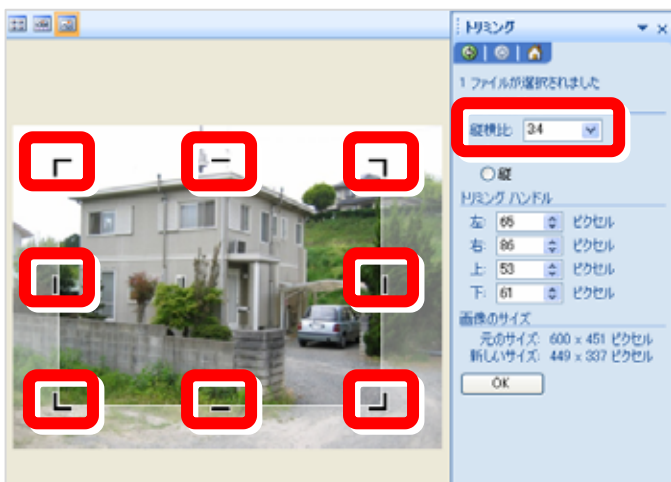 トリミング
1 ファイルが選択されました
縦横比: 3:4
縦
トリミング ハンドル
左: 65 ピクセル
右: 86 ピクセル
上: 53 ピクセル
下: 61 ピクセル
画像のサイズ
元のサイズ: 600 x 451 ピクセル
新しいサイズ: 449 x 337 ピクセル
OK